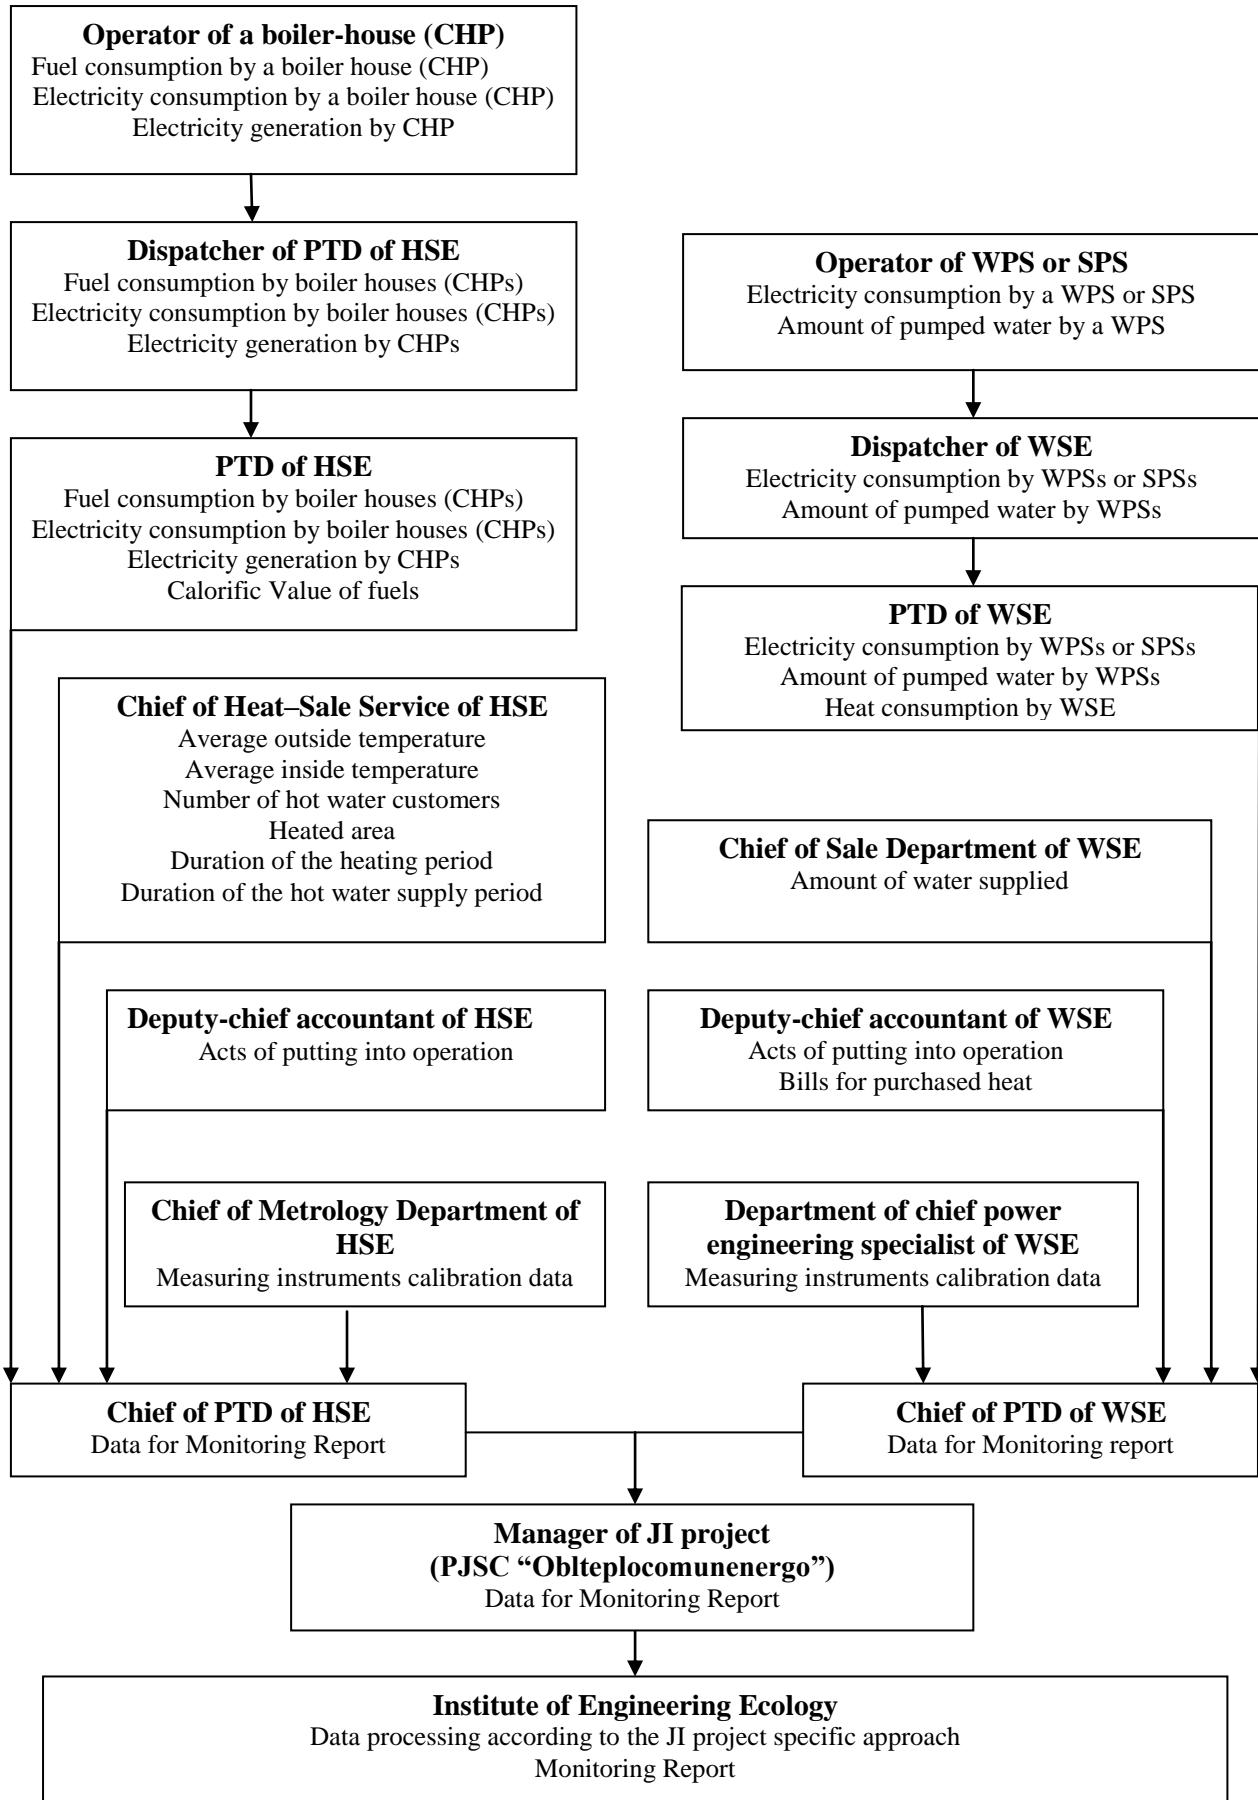 Operator of a boiler-house (CHP)
Fuel consumption by a boiler house (CHP)
Electricity consumption by a boiler house (CHP)
Electricity generation by CHP
Dispatcher of PTD of HSE
Fuel consumption by boiler houses (CHPs)
Electricity consumption by boiler houses (CHPs)
Electricity generation by CHPs
Operator of WPS or SPS
Electricity consumption by a WPS or SPS
Amount of pumped water by a WPS
PTD of HSE
Fuel consumption by boiler houses (CHPs)
Electricity consumption by boiler houses (CHPs)
Electricity generation by CHPs
Calorific Value of fuels
Dispatcher of WSE
Electricity consumption by WPSs or SPSs
Amount of pumped water by WPSs
PTD of WSE
Electricity consumption by WPSs or SPSs
Amount of pumped water by WPSs
Heat consumption by WSE
Chief of Heat–Sale Service of HSE
Average outside temperature
Average inside temperature
Number of hot water customers
Heated area
Duration of the heating period
Duration of the hot water supply period
Chief of Sale Department of WSE
Amount of water supplied
Deputy-chief accountant of HSE
Acts of putting into operation
Deputy-chief accountant of WSE
Acts of putting into operation
Bills for purchased heat
Chief of Metrology Department of
HSE
Measuring instruments calibration data
Department of chief power
engineering specialist of WSE
Measuring instruments calibration data
Chief of PTD of HSE
Data for Monitoring Report
Chief of PTD of WSE
Data for Monitoring report
Manager of JI project
(PJSC “Oblteplocomunenergo”)
Data for Monitoring Report
Institute of Engineering Ecology
Data processing according to the JI project specific approach
Monitoring Report